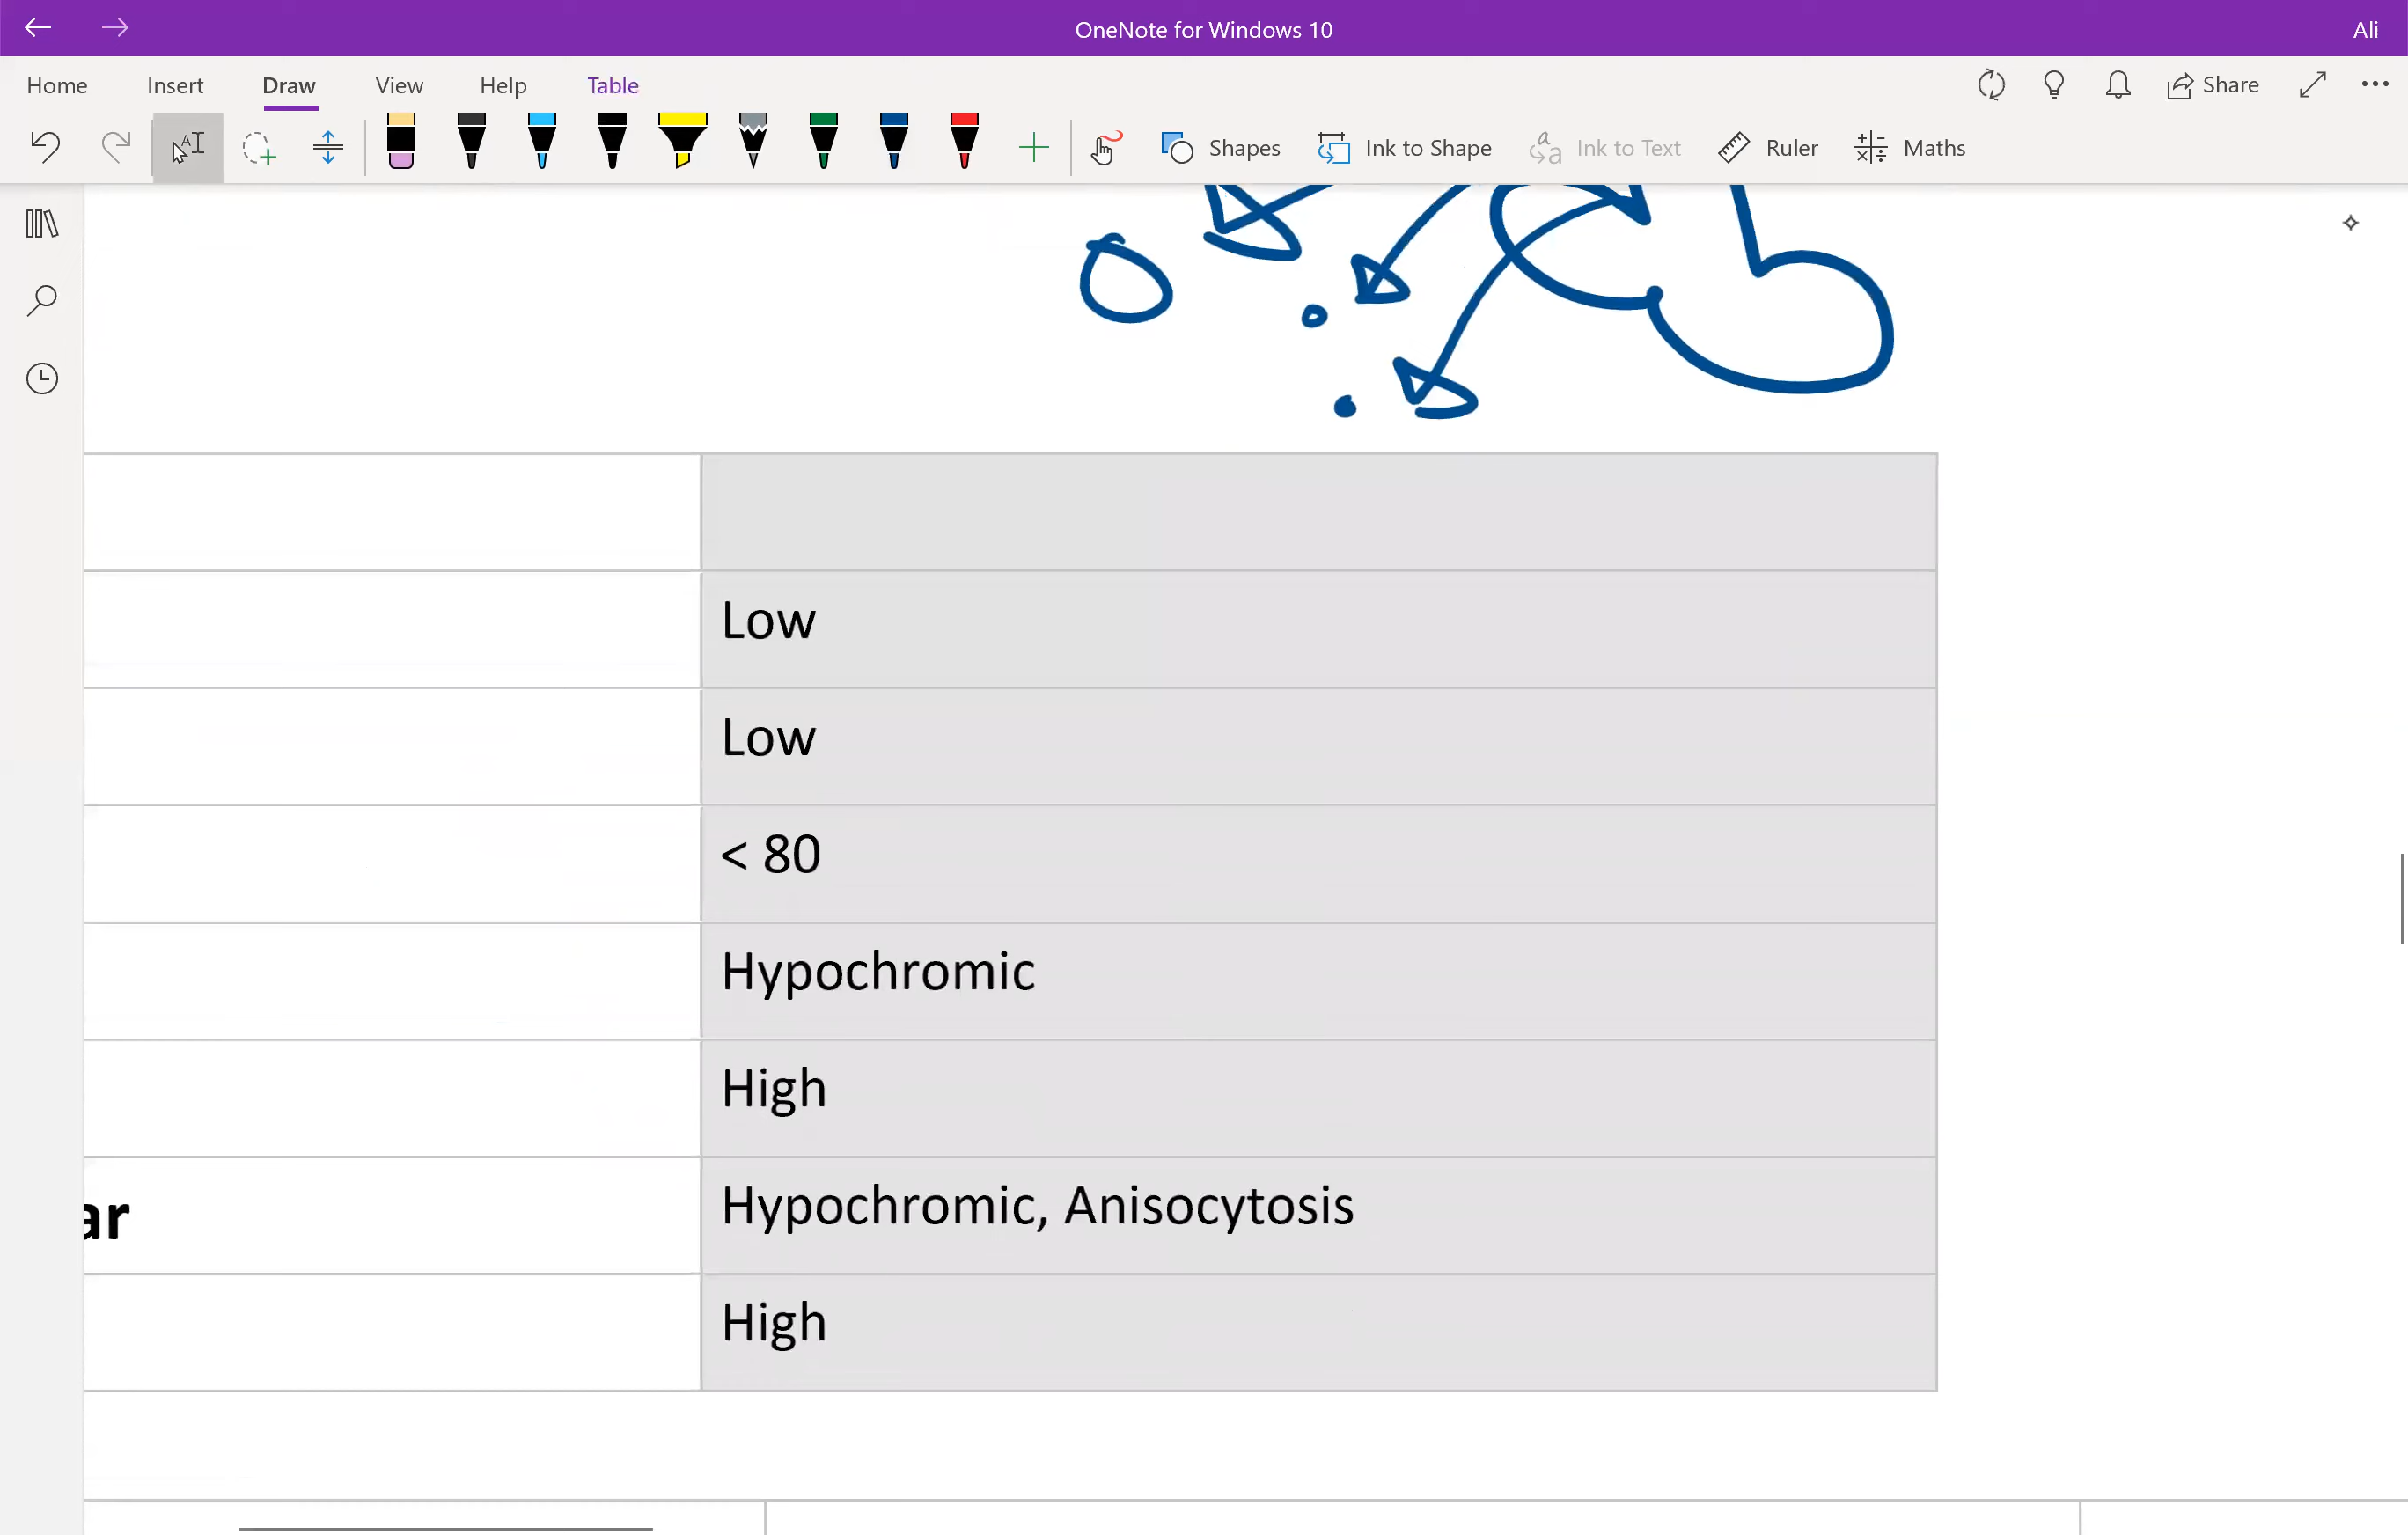 OneNote for Windows 10
Ali
Home Insert Draw View Help Table Share
Shapes Ink to Shape Ink to Text Ruler Maths
Low
Low
< 80
Hypochromic
High
ar Hypochromic, Anisocytosis
High